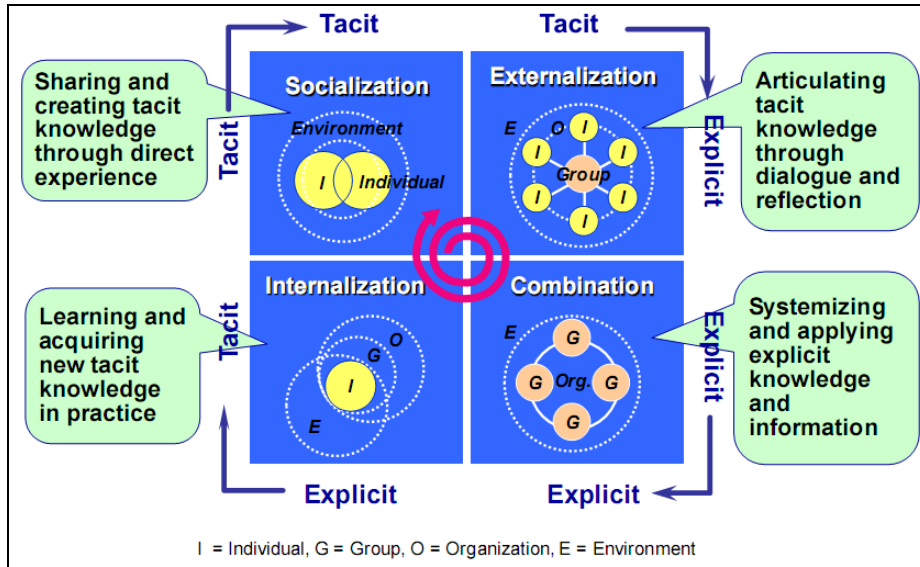 Tacit
Tacit
Sharing and
creating tacit
knowledge
through direct
experience
Tacit
Socialization
Environment
I
Individual
Externalization
E
O
I
I
I
Group
I
I
I
Explicit
Articulating
tacit
knowledge
through
dialogue and
reflection
Learning and
acquiring
new tacit
knowledge
in practice
Tacit
Internalization
O
G
I
E
Combination
E
G
G
Org.
G
G
Explicit
Systemizing
and applying
explicit
knowledge
and
information
Explicit
Explicit
I = Individual, G = Group, O = Organization, E = Environment